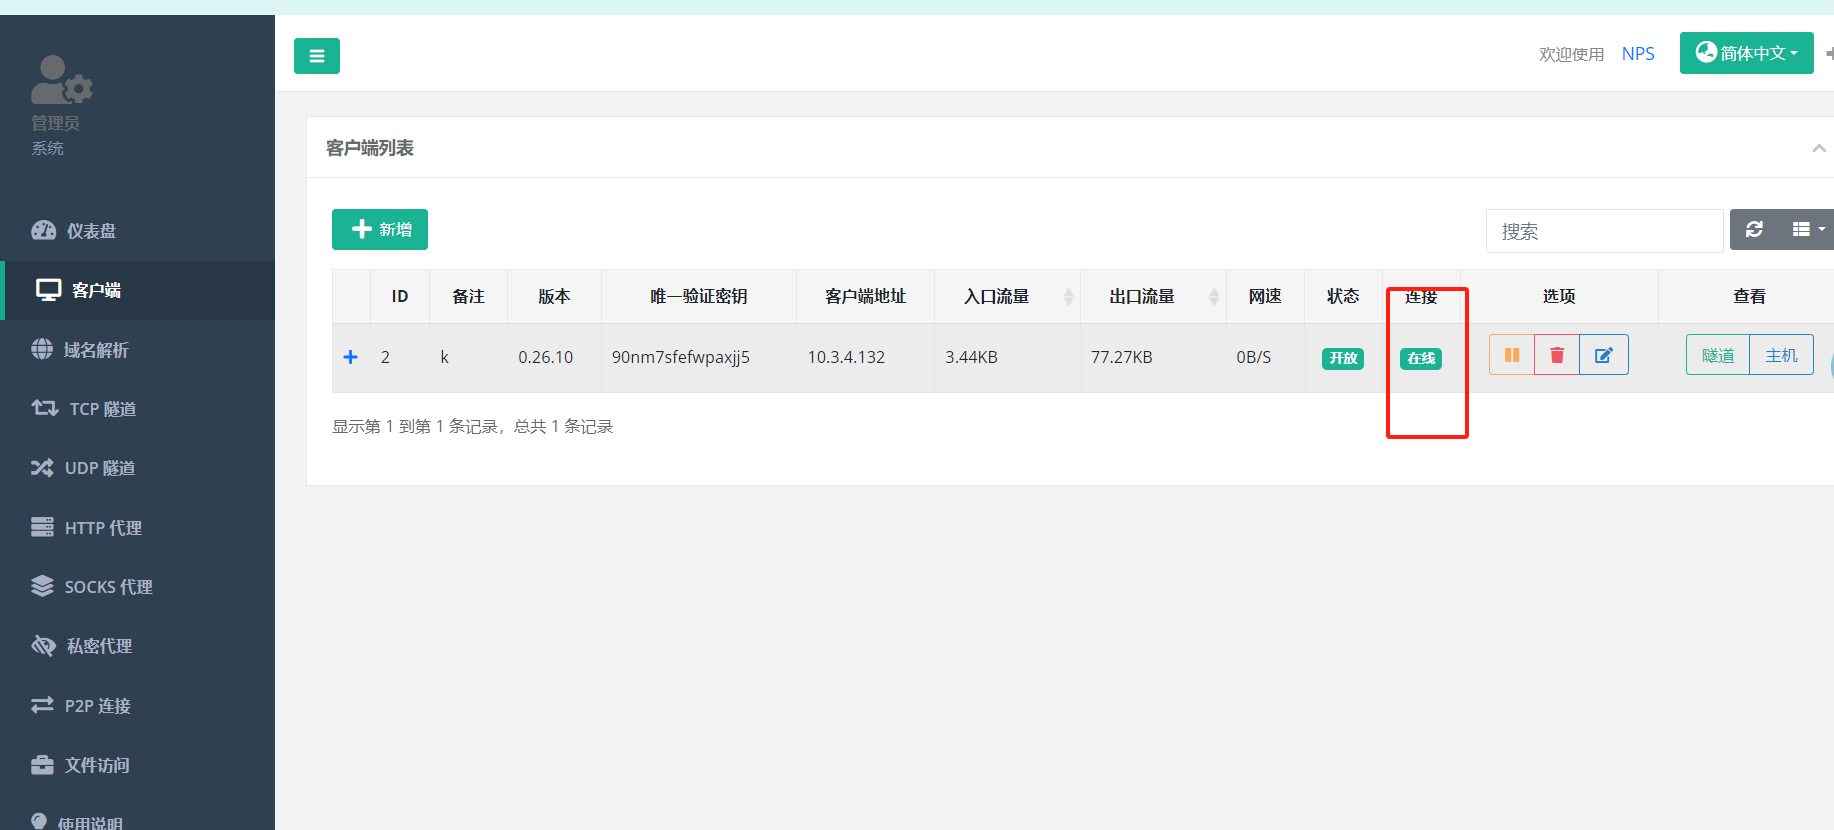 管理员
系统
仪表盘
客户端
域名解析
TCP 隧道
UDP 隧道
HTTP 代理
SOCKS 代理
私密代理
P2P 连接
文件访问
使用说明
欢迎使用 NPS 简体中文
客户端列表
新增 搜索
ID 备注 版本 唯一验证密钥 客户端地址 入口流量 出口流量 网速 状态 连接 选项 查看
2 k 0.26.10 90nm7sfefwpaxjj5 10.3.4.132 3.44KB 77.27KB 0B/S 开放 在线 隧道 主机
显示第 1 到第 1 条记录，总共 1 条记录